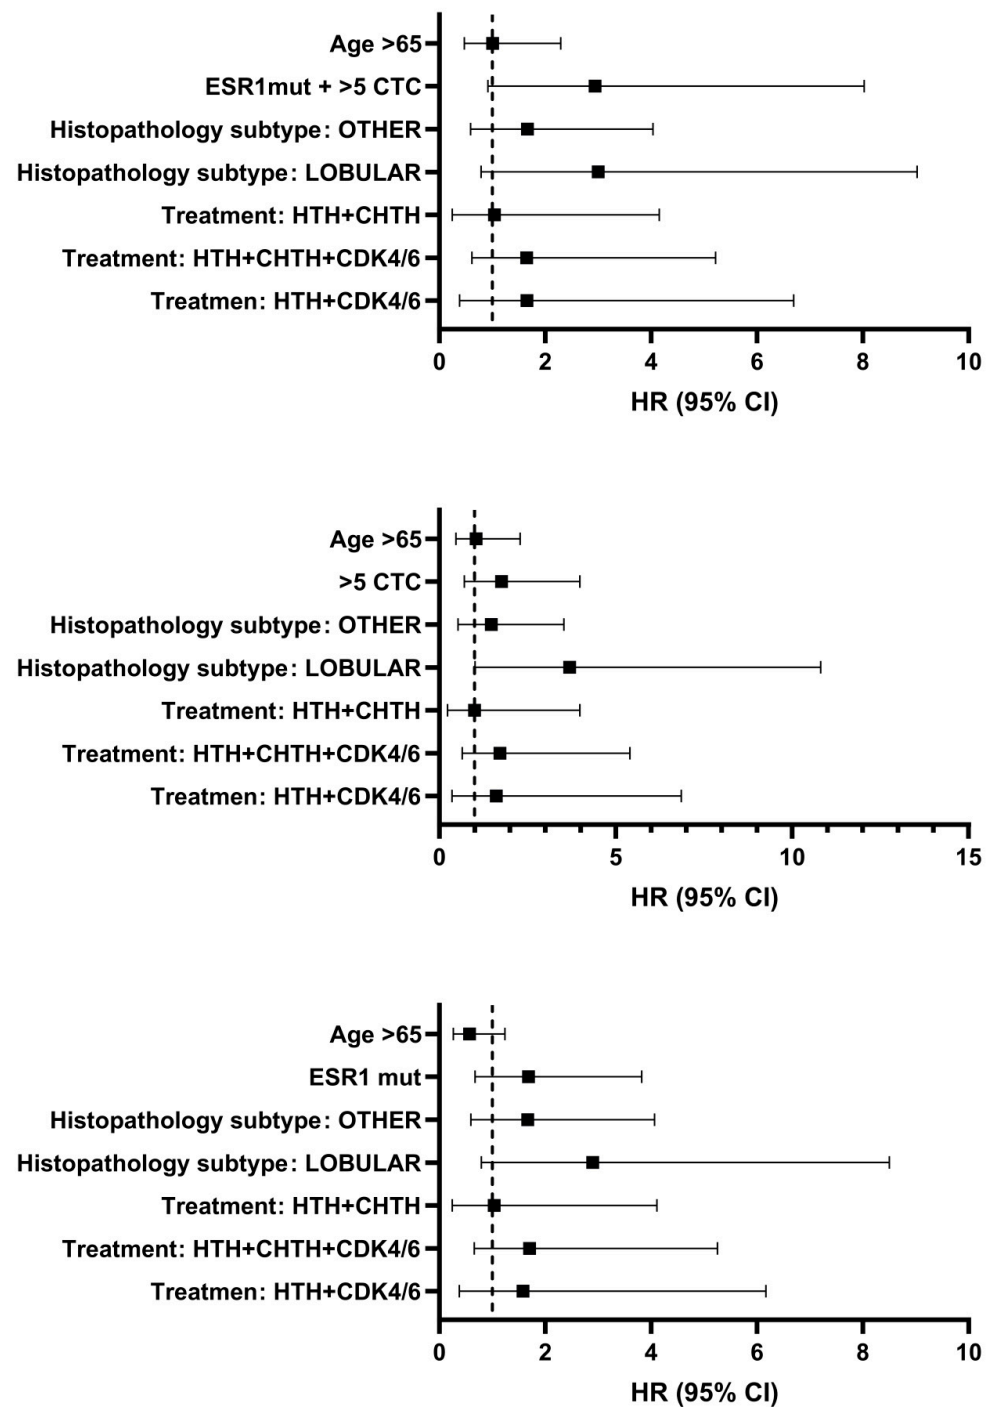 Age >65
ESR1mut + >5 CTC
Histopathology subtype: OTHER
Histopathology subtype: LOBULAR
Treatment: HTH+CHTH
Treatment: HTH+CHTH+CDK4/6
Treatmen: HTH+CDK4/6
0 2 4 6 8 10
HR (95% CI)
Age >65
>5 CTC
Histopathology subtype: OTHER
Histopathology subtype: LOBULAR
Treatment: HTH+CHTH
Treatment: HTH+CHTH+CDK4/6
Treatmen: HTH+CDK4/6
0 5 10 15
HR (95% CI)
Age >65
ESR1 mut
Histopathology subtype: OTHER
Histopathology subtype: LOBULAR
Treatment: HTH+CHTH
Treatment: HTH+CHTH+CDK4/6
Treatmen: HTH+CDK4/6
0 2 4 6 8 10
HR (95% CI)